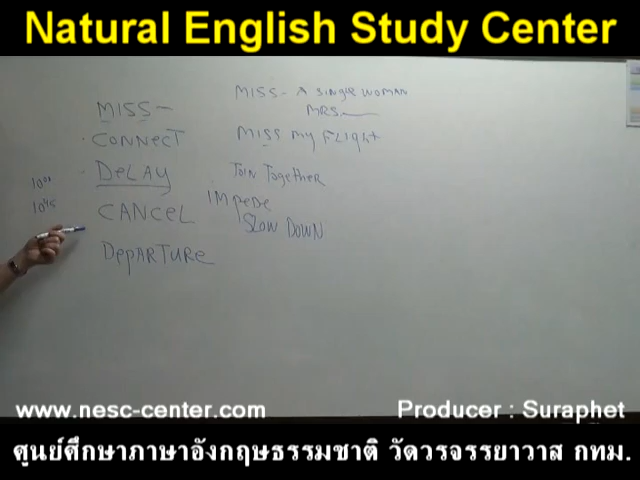 Natural English Study Center
MISS - A SINGLE WOMAN
MISS -
MRS.
CONNECT
MISS MY FLIGHT
DELAY
JOIN TOGETHER
10⁰⁰
10⁴⁵
IMPEDE
CANCEL
SLOW DOWN
DEPARTURE
www.nesc-center.com
Producer : Suraphet
ศูนย์ศึกษาภาษาอังกฤษธรรมชาติ วัดวรจรรยาวาส กทม.